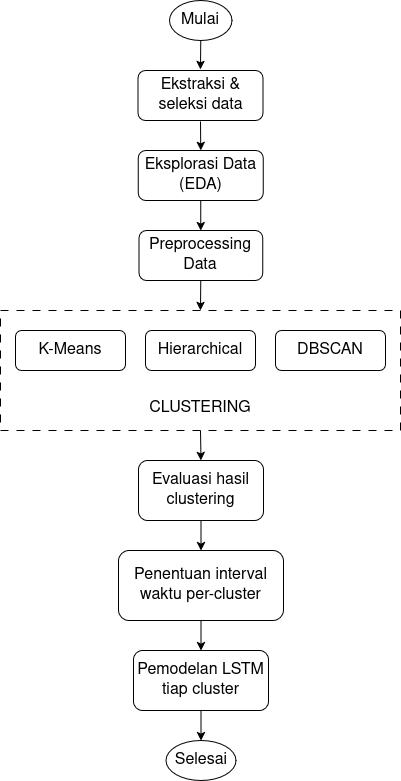 Mulai
Ekstraksi &
seleksi data
Eksplorasi Data
(EDA)
Preprocessing
Data
K-Means
Hierarchical
DBSCAN
CLUSTERING
Evaluasi hasil
clustering
Penentuan interval
waktu per-cluster
Pemodelan LSTM
tiap cluster
Selesai